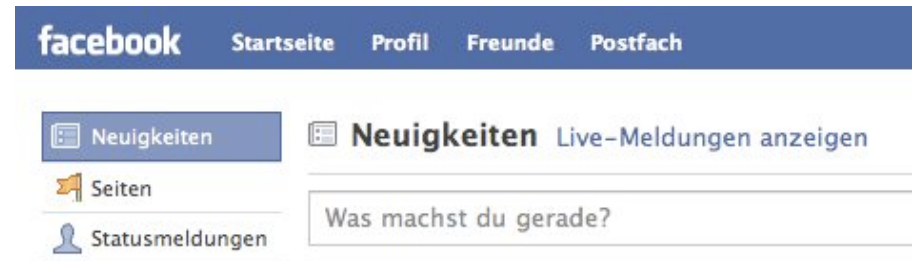 facebook Startseite Profil Freunde Postfach
Neuigkeiten
Seiten
Statusmeldungen
Neuigkeiten Live-Meldungen anzeigen
Was machst du gerade?